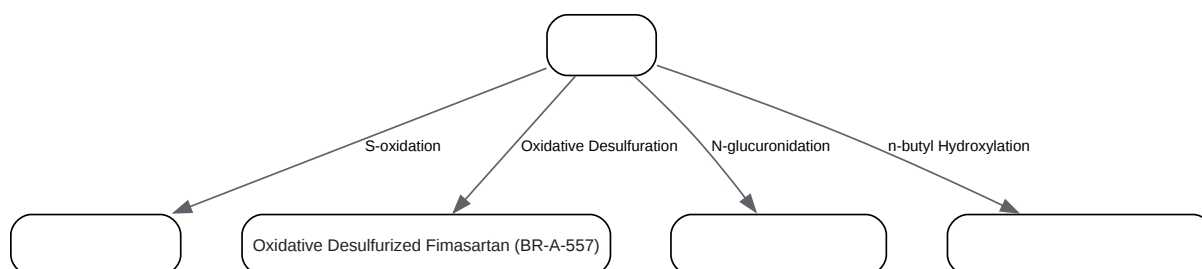 S-oxidation
Oxidative Desulfuration
N-glucuronidation
n-butyl Hydroxylation
Oxidative Desulfurized Fimasartan (BR-A-557)